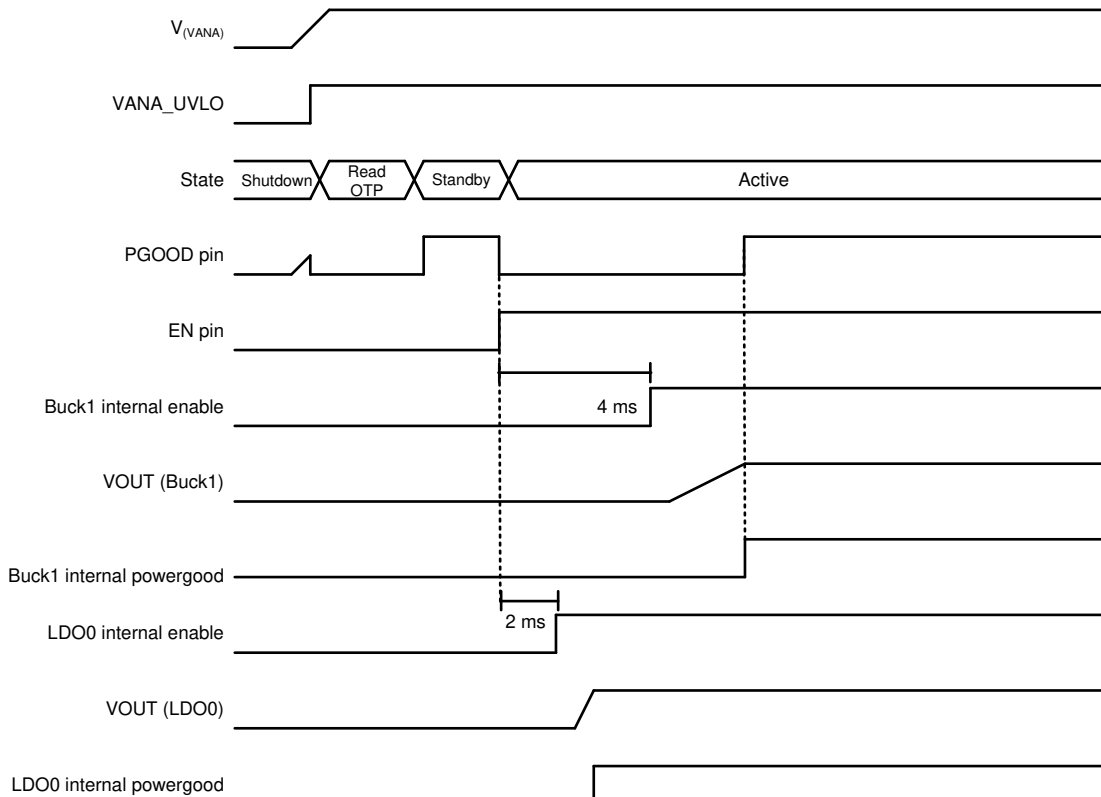 V(VANA)
VANA_UVLO
State
Shutdown
Read
OTP
Standby
Active
PGOOD pin
EN pin
Buck1 internal enable
4 ms
VOUT (Buck1)
Buck1 internal powergood
2 ms
LDO0 internal enable
VOUT (LDO0)
LDO0 internal powergood